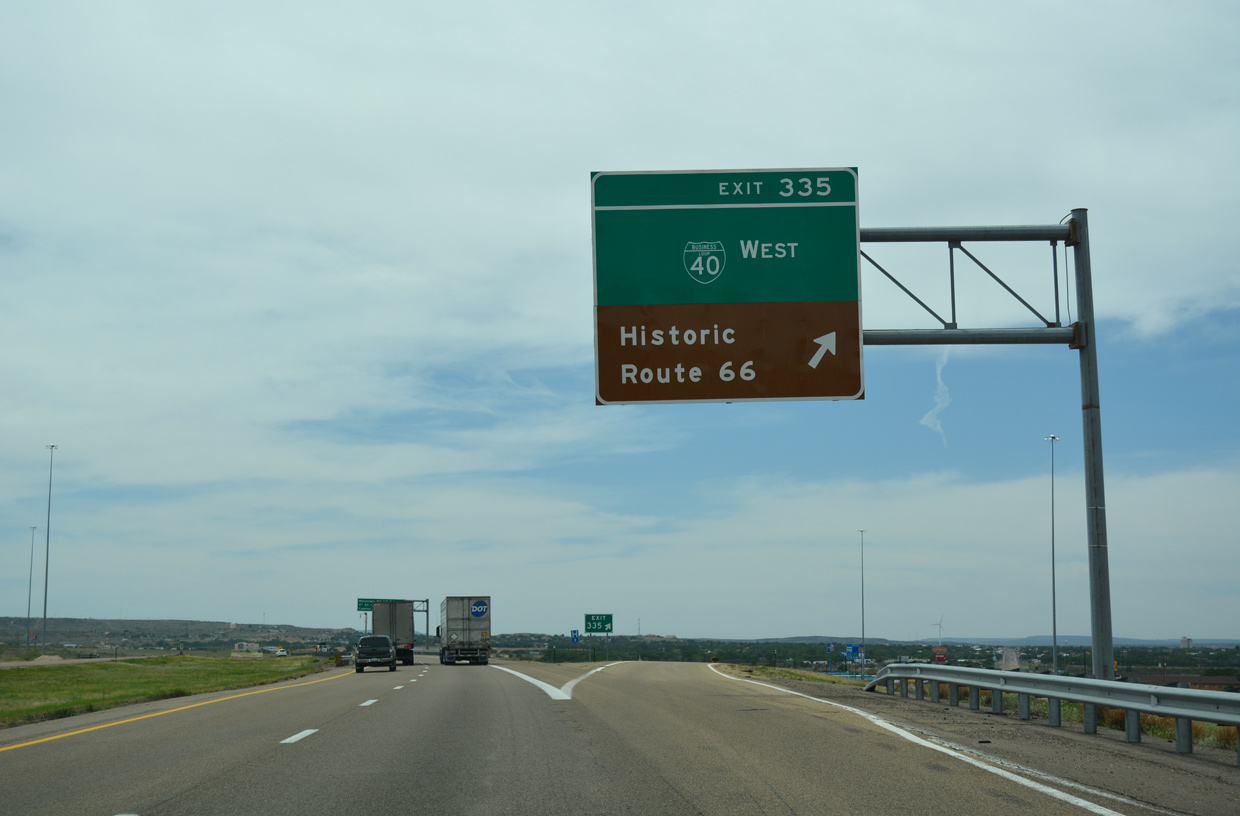 EXIT 335
BUSINESS
LOOP
40
WEST
Historic
Route 66
DOT
EXIT
335